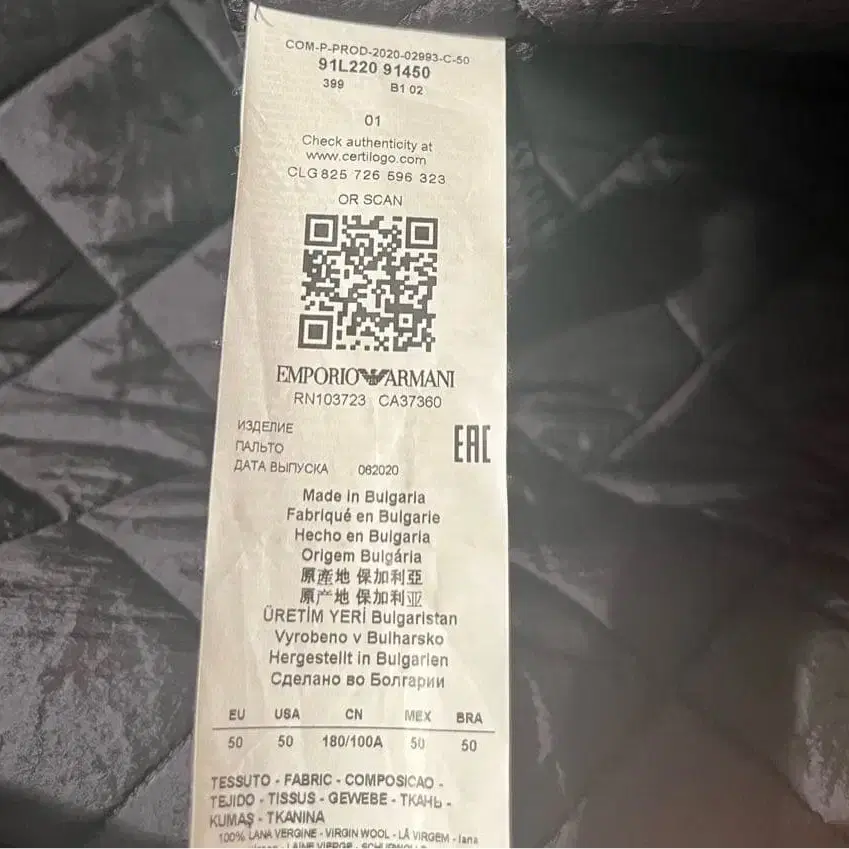 COM-P-PROD-2020-02993-C-50
91L220 91450
399 B1 02
01
Check authenticity at
www.certilogo.com
CLG 825 726 596 323
OR SCAN
EMPORIO ARMANI
RN103723 CA37360
ИЗДЕЛИЕ
ПАЛЬТО
EAC
ДАТА ВЫПУСКА 062020
Made in Bulgaria
Fabriqué en Bulgarie
Hecho en Bulgaria
Origem Bulgária
原產地 保加利亞
原产地 保加利亚
ÜRETİM YERİ Bulgaristan
Vyrobeno v Bulharsko
Hergestellt in Bulgarien
Сделано во Болгарии
EU USA CN MEX BRA
50 50 180/100A 50 50
TESSUTO - FABRIC - COMPOSICAO -
TEJIDO - TISSUS - GEWEBE - ТКАНЬ -
KUMAŞ - TKANINA
100% LANA VERGINE - VIRGIN WOOL - LÃ VIRGEM - lana
LAINE VIERGE